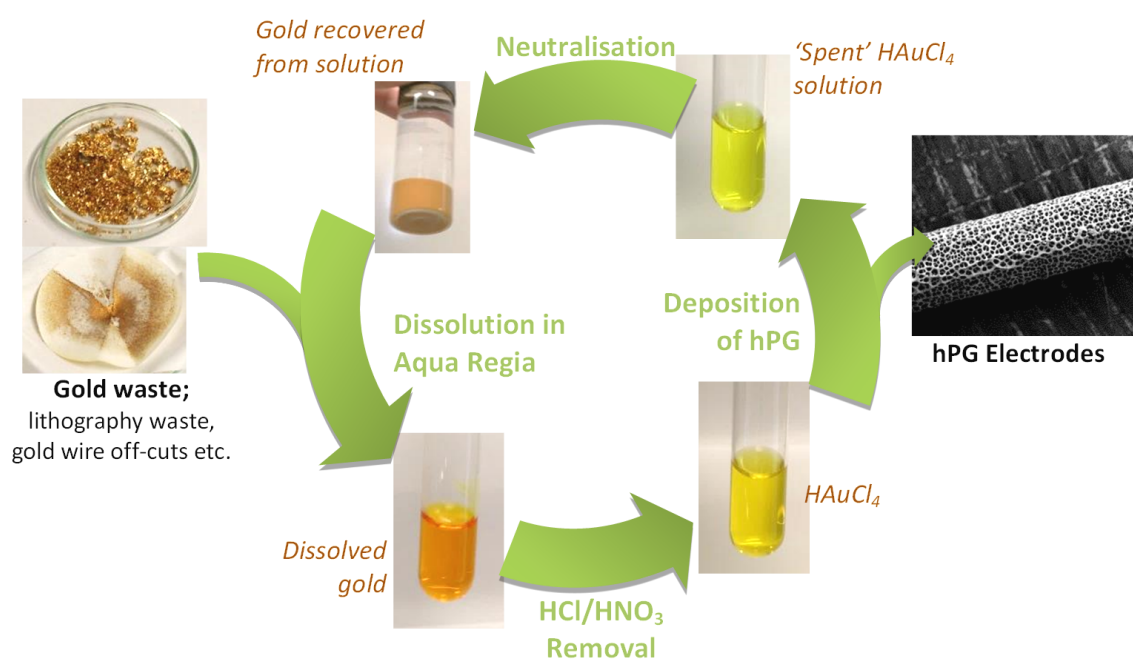 Gold recovered
from solution
Neutralisation
‘Spent’ HAuCl₄
solution
Gold waste;
lithography waste,
gold wire off-cuts etc.
Dissolution in
Aqua Regia
Deposition
of hPG
hPG Electrodes
Dissolved
gold
HCl/HNO₃
Removal
HAuCl₄